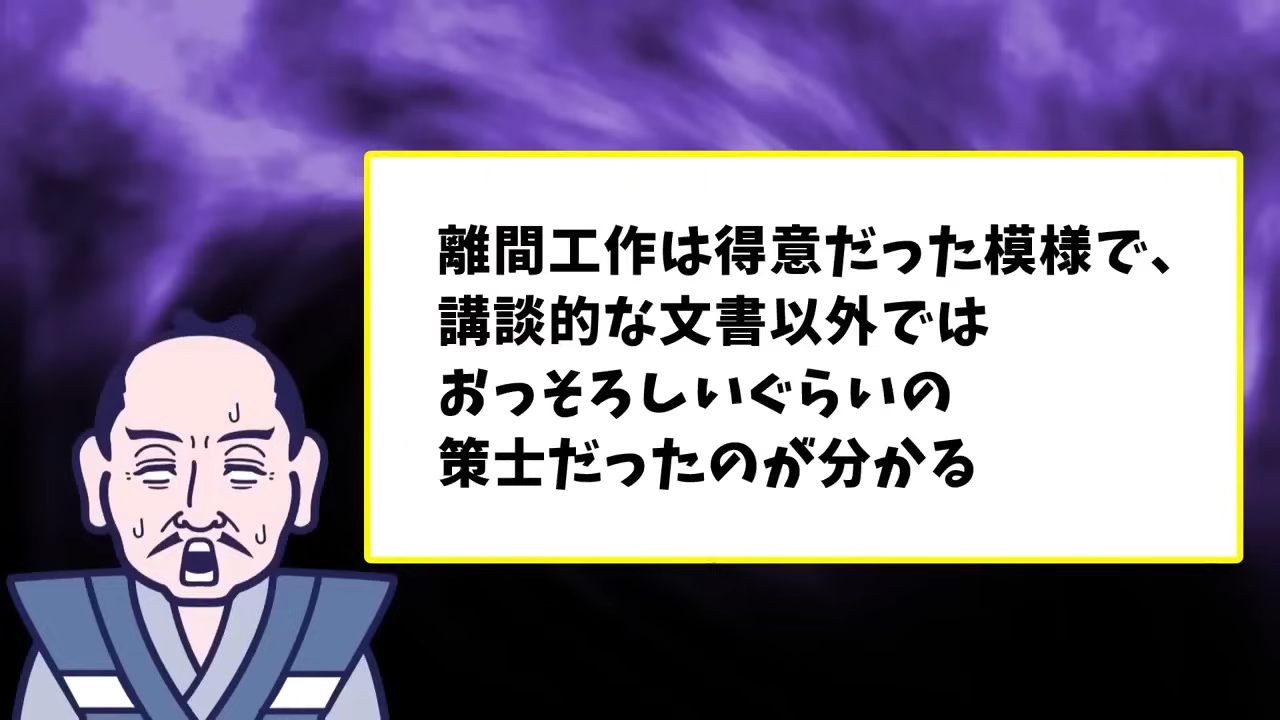 離間工作は得意だった模様で、
講談的な文書以外では
おっそろしいぐらいの
策士だったのが分かる